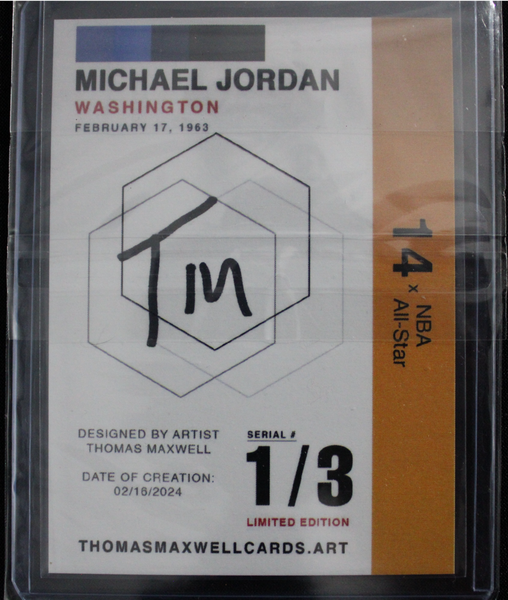 MICHAEL JORDAN
WASHINGTON
FEBRUARY 17, 1963
Tm
14 x NBA
All-Star
DESIGNED BY ARTIST
THOMAS MAXWELL
DATE OF CREATION:
02/16/2024
SERIAL #
1/3
LIMITED EDITION
THOMASMAXWELLCARDS.ART